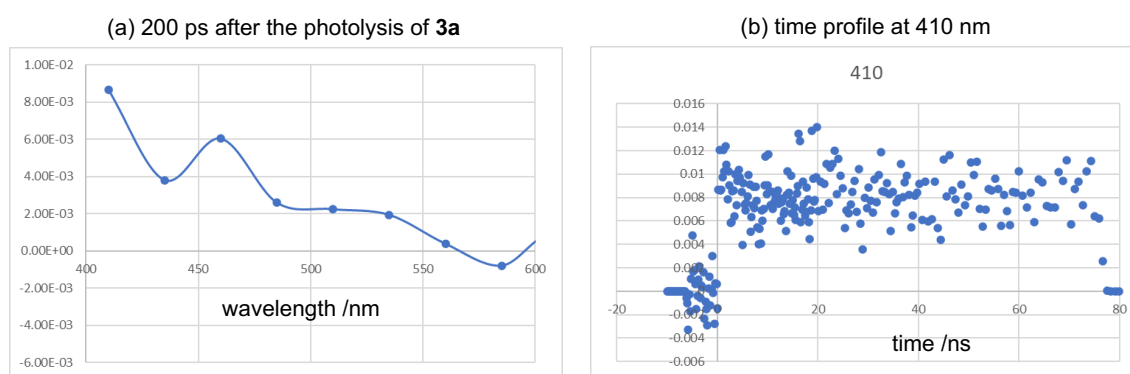 (a) 200 ps after the photolysis of 3a
1.00E-02
8.00E-03
6.00E-03
4.00E-03
2.00E-03
0.00E+00
-2.00E-03
-4.00E-03
-6.00E-03
400
450
500
550
600
wavelength /nm
(b) time profile at 410 nm
410
0.016
0.014
0.012
0.01
0.008
0.006
0.004
0.002
0
-0.002
-0.004
-0.006
-20
20
40
60
80
time /ns